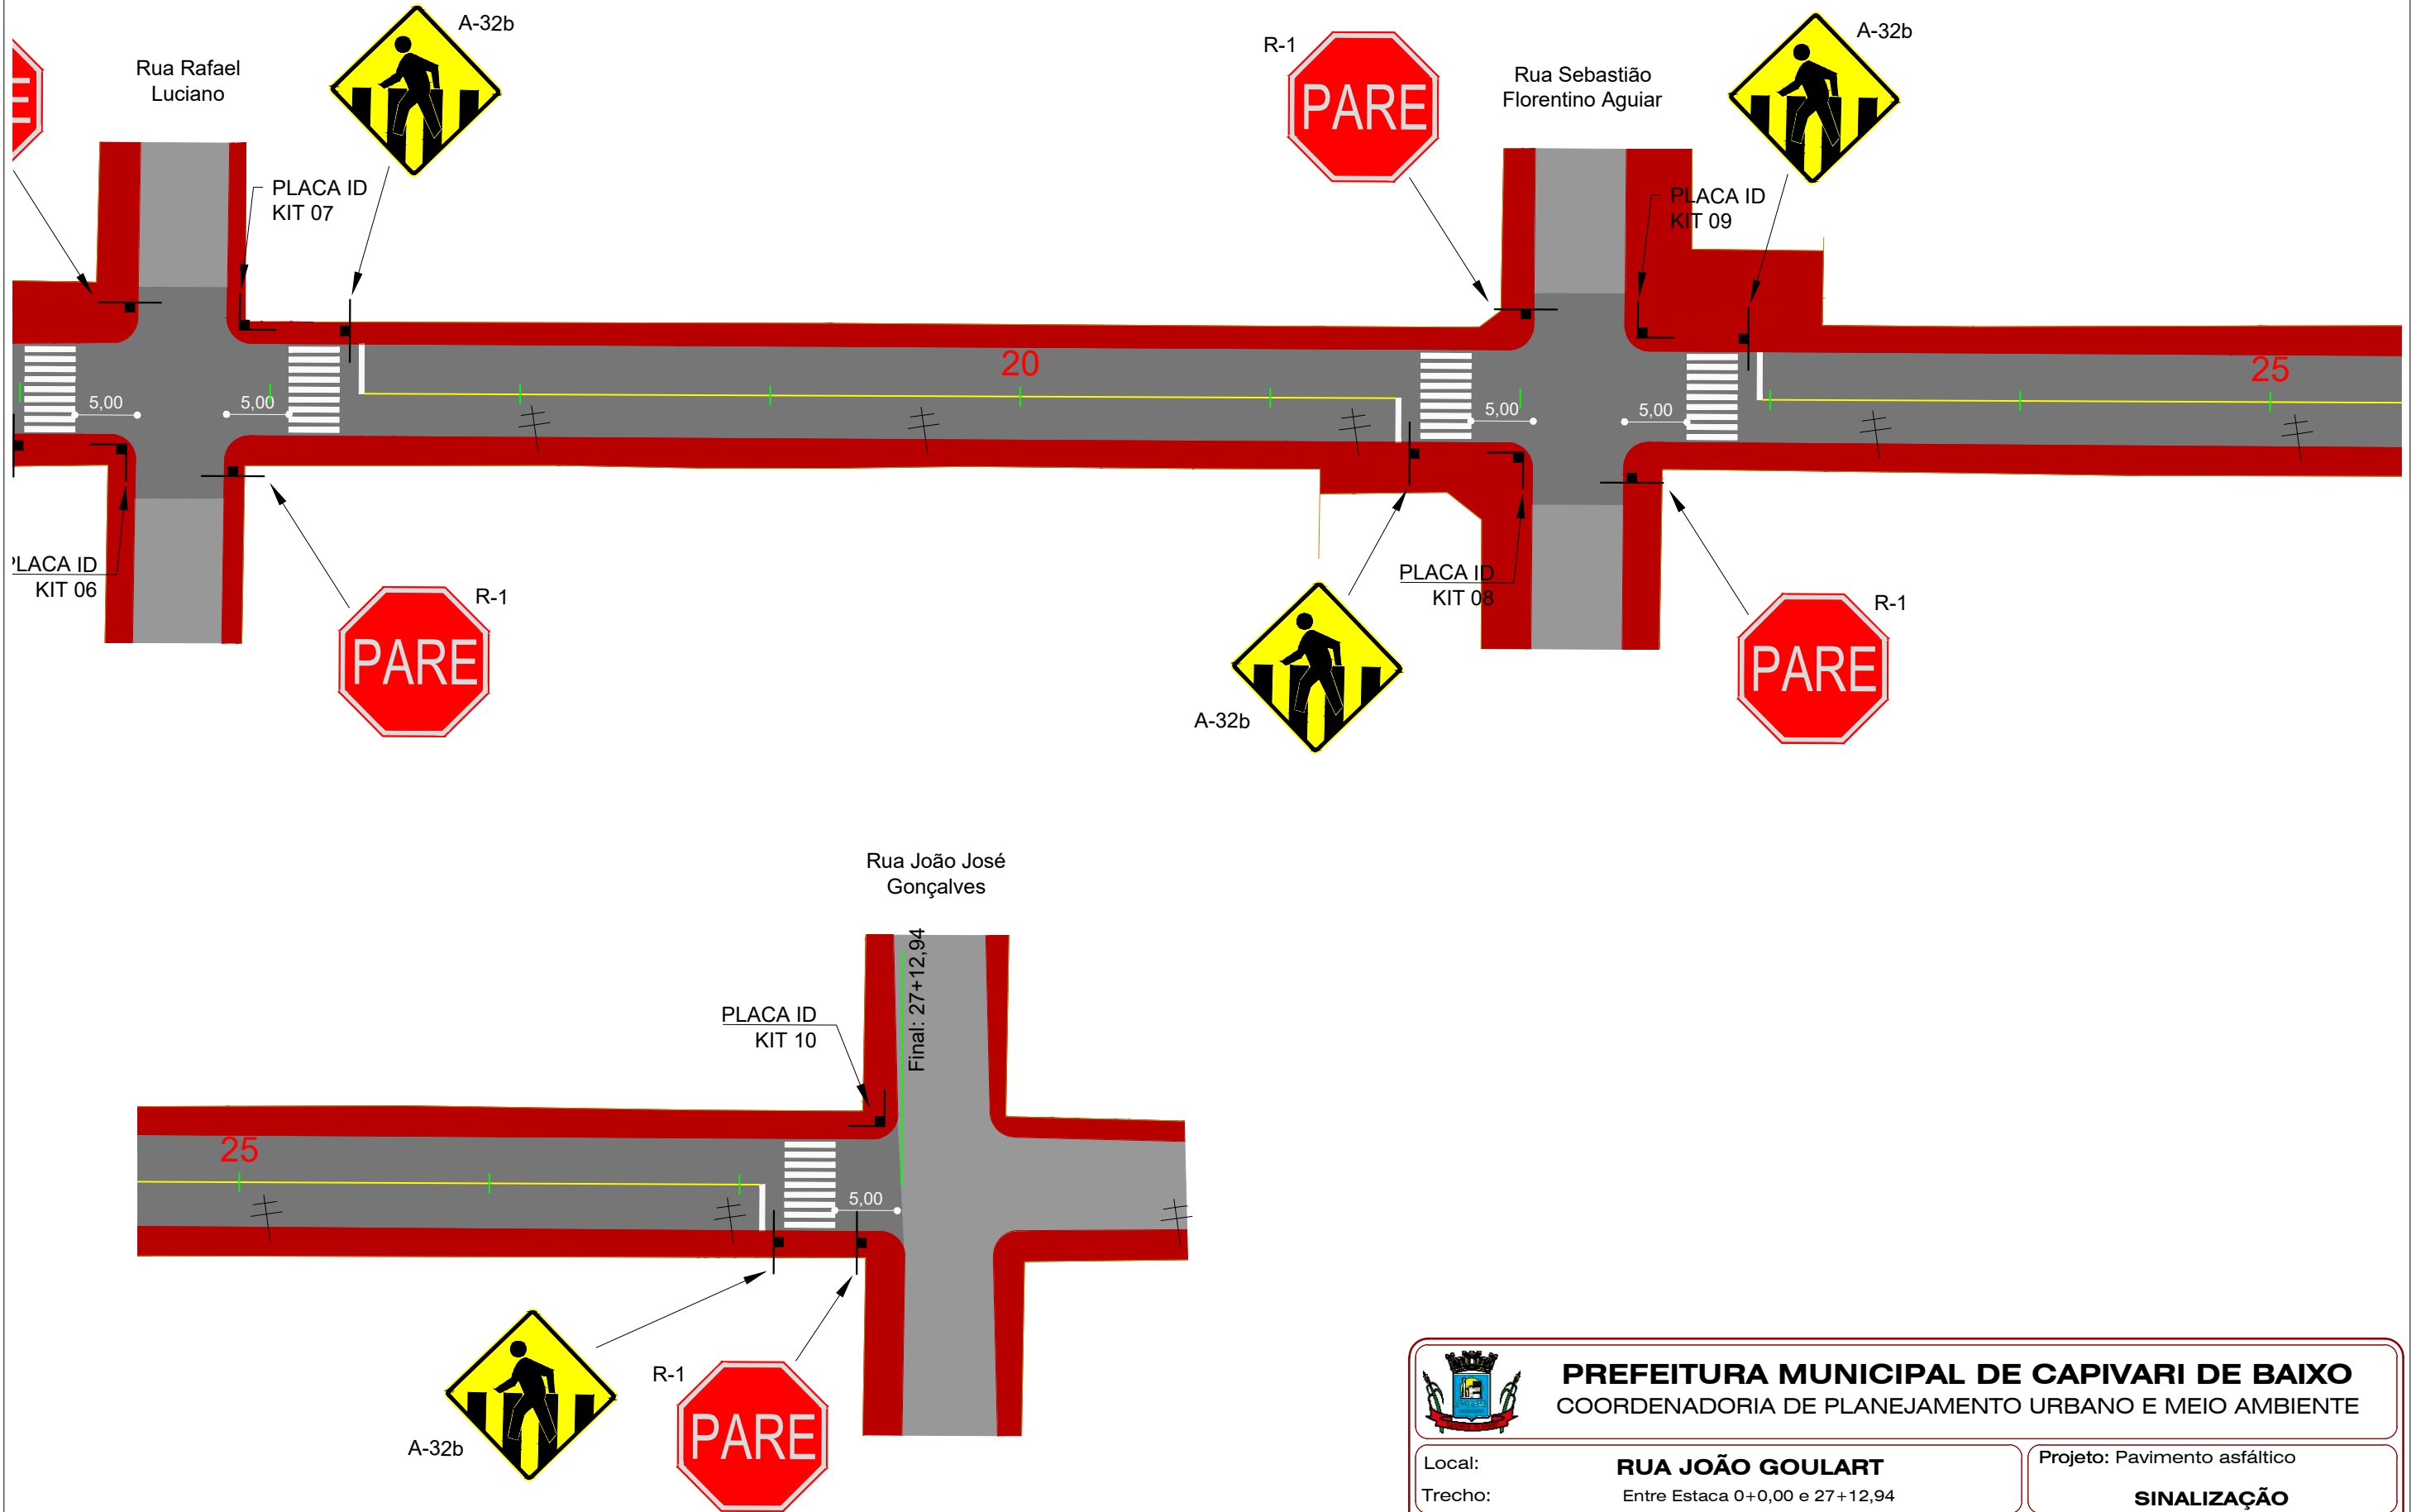 A-32b
Rua Rafael
Luciano
E
PLACA ID
KIT 07
R-1
PARE
Rua Sebastião
Florentino Aguiar
A-32b
PLACA ID
KIT 09
20
25
5,00
5,00
5,00
5,00
PLACA ID
KIT 06
R-1
PARE
PLACA ID
KIT 08
A-32b
R-1
PARE
Rua João José
Gonçalves
Final: 27+12,94
PLACA ID
KIT 10
25
5,00
A-32b
R-1
PARE
PREFEITURA MUNICIPAL DE CAPIVARI DE BAIXO
COORDENADORIA DE PLANEJAMENTO URBANO E MEIO AMBIENTE
Local:
RUA JOÃO GOULART
Trecho:
Entre Estaca 0+0,00 e 27+12,94
Projeto: Pavimento asfáltico
SINALIZAÇÃO